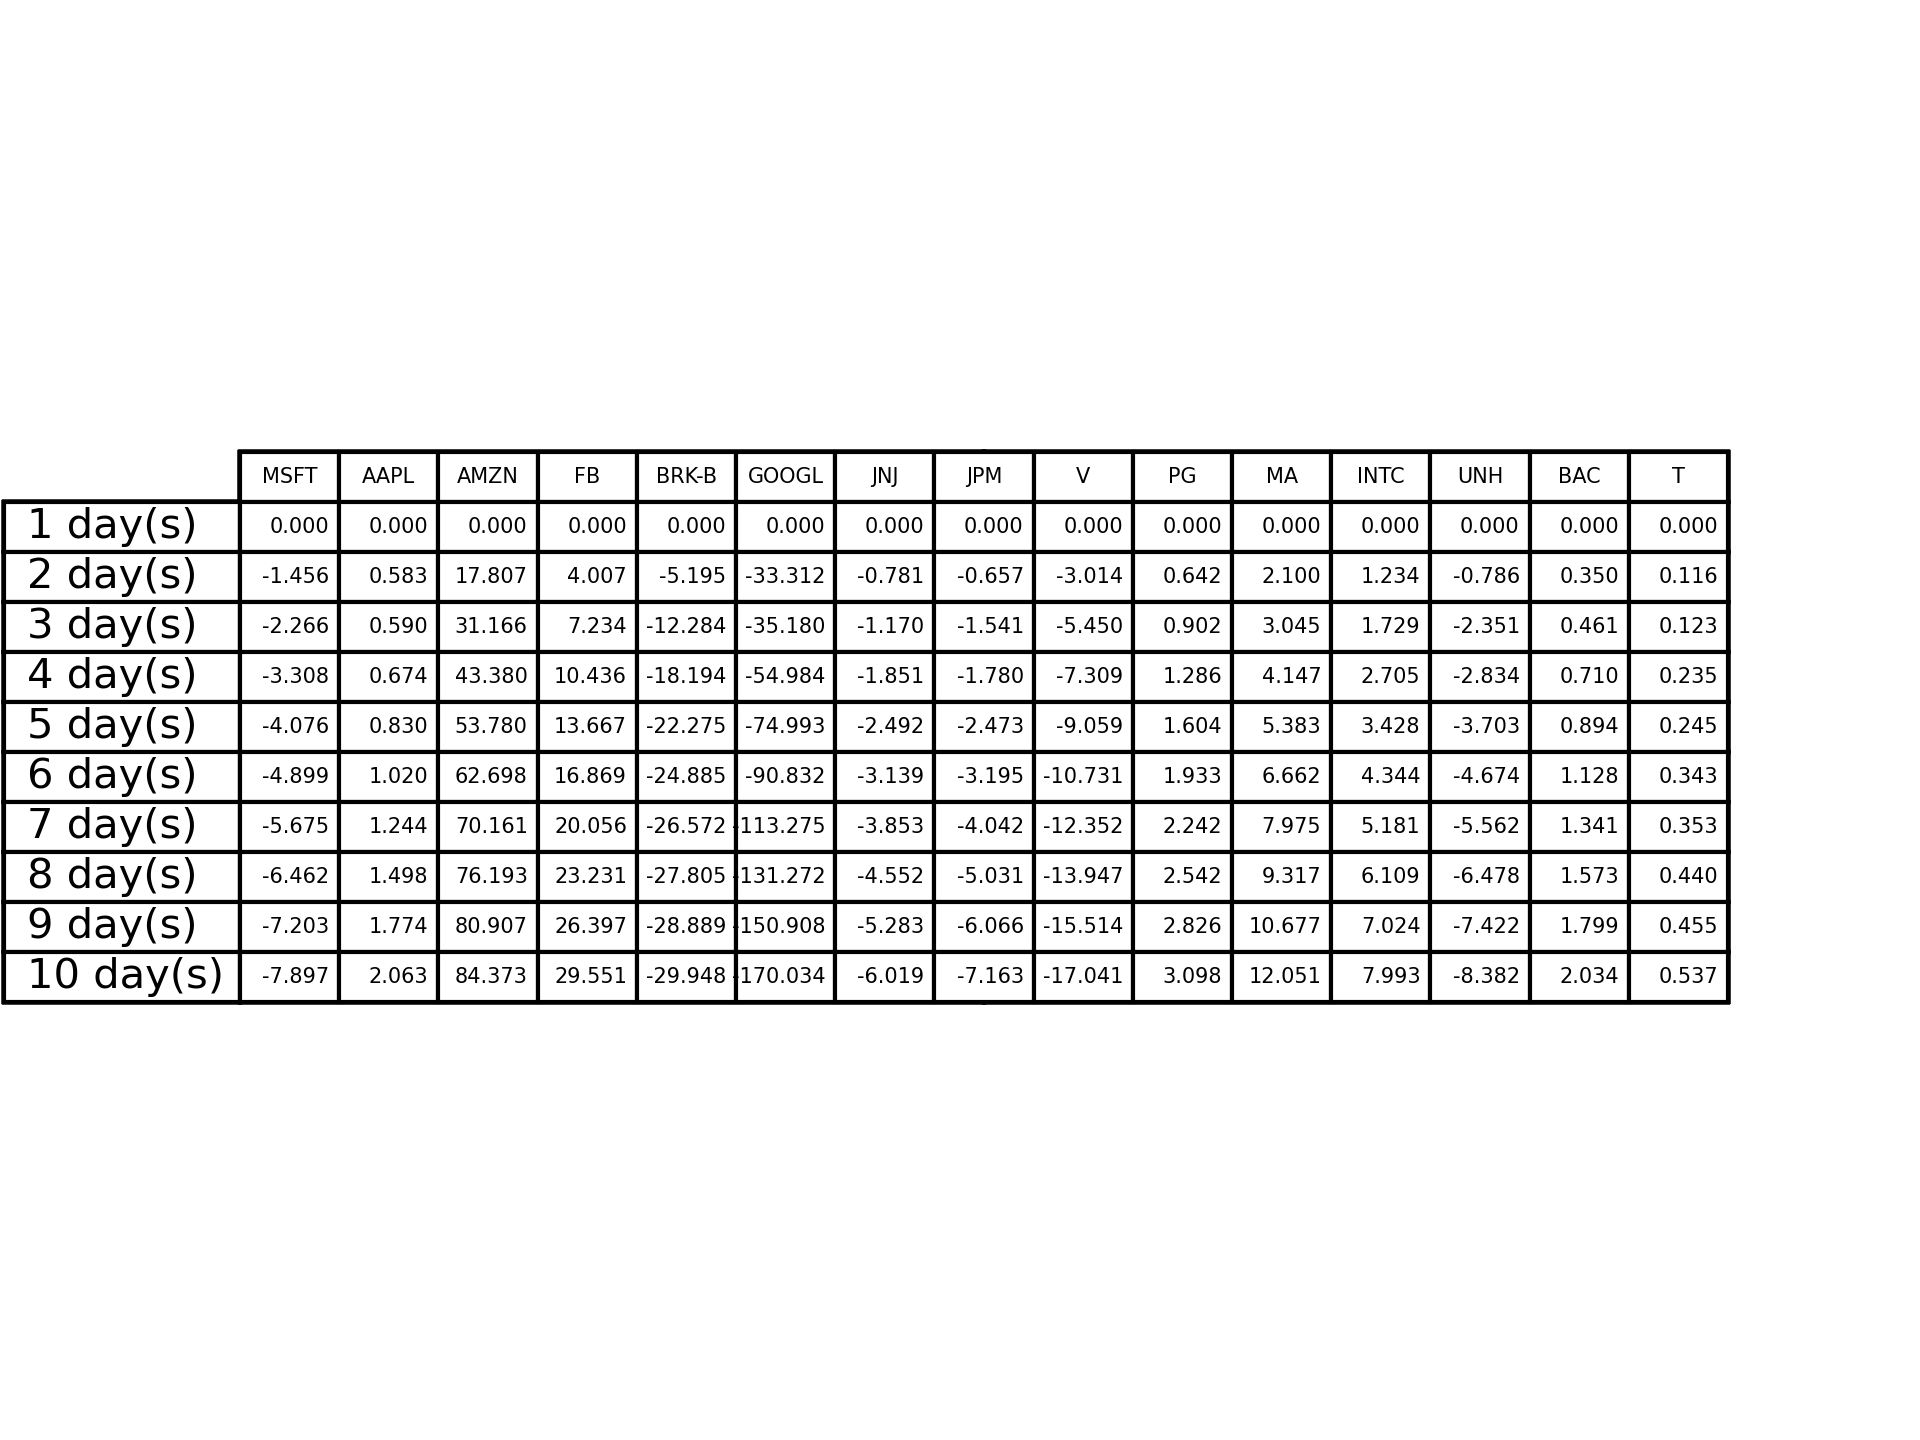 MSFT AAPL AMZN FB BRK-B GOOGL JNJ JPM V PG MA INTC UNH BAC T
1 day(s) 0.000 0.000 0.000 0.000 0.000 0.000 0.000 0.000 0.000 0.000 0.000 0.000 0.000 0.000 0.000
2 day(s) -1.456 0.583 17.807 4.007 -5.195 -33.312 -0.781 -0.657 -3.014 0.642 2.100 1.234 -0.786 0.350 0.116
3 day(s) -2.266 0.590 31.166 7.234 -12.284 -35.180 -1.170 -1.541 -5.450 0.902 3.045 1.729 -2.351 0.461 0.123
4 day(s) -3.308 0.674 43.380 10.436 -18.194 -54.984 -1.851 -1.780 -7.309 1.286 4.147 2.705 -2.834 0.710 0.235
5 day(s) -4.076 0.830 53.780 13.667 -22.275 -74.993 -2.492 -2.473 -9.059 1.604 5.383 3.428 -3.703 0.894 0.245
6 day(s) -4.899 1.020 62.698 16.869 -24.885 -90.832 -3.139 -3.195 -10.731 1.933 6.662 4.344 -4.674 1.128 0.343
7 day(s) -5.675 1.244 70.161 20.056 -26.572 -113.275 -3.853 -4.042 -12.352 2.242 7.975 5.181 -5.562 1.341 0.353
8 day(s) -6.462 1.498 76.193 23.231 -27.805 -131.272 -4.552 -5.031 -13.947 2.542 9.317 6.109 -6.478 1.573 0.440
9 day(s) -7.203 1.774 80.907 26.397 -28.889 -150.908 -5.283 -6.066 -15.514 2.826 10.677 7.024 -7.422 1.799 0.455
10 day(s) -7.897 2.063 84.373 29.551 -29.948 -170.034 -6.019 -7.163 -17.041 3.098 12.051 7.993 -8.382 2.034 0.537